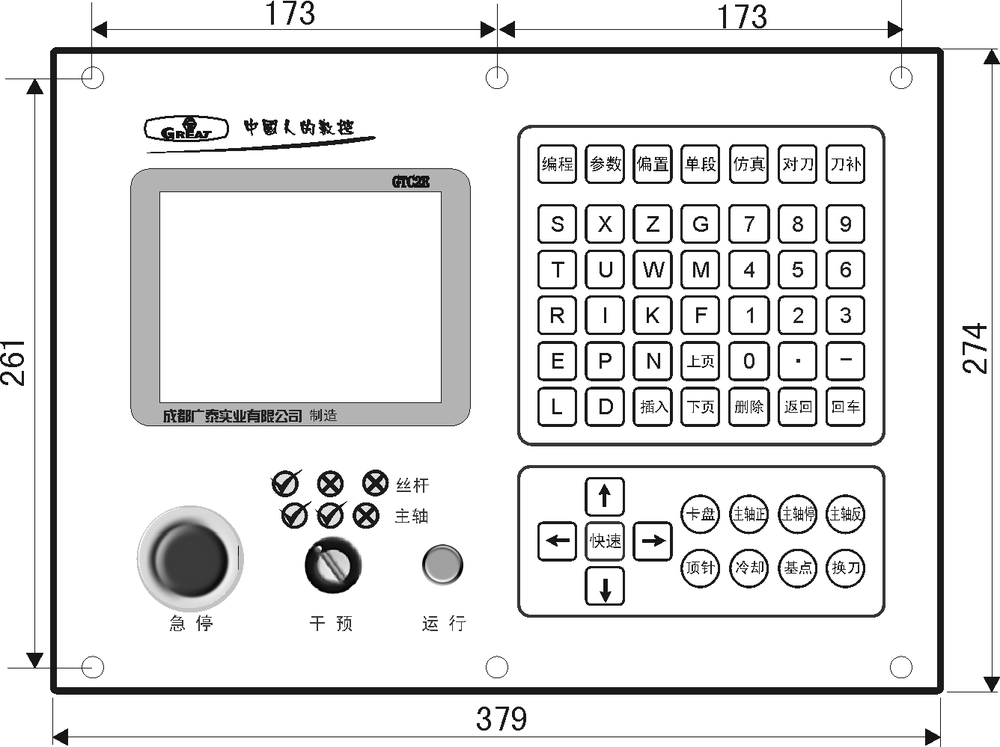 173
173
GREAT 中國人的数控
GTC2E
成都广泰实业有限公司 制造
编程 参数 偏置 单段 仿真 对刀 刀补
S X Z G 7 8 9
T U W M 4 5 6
R I K F 1 2 3
E P N 上页 0 · −
L D 插入 下页 删除 返回 回车
261
274
丝杆
主轴
急 停
干 预
运 行
快速
卡盘 主轴正 主轴停 主轴反
顶针 冷却 基点 换刀
379